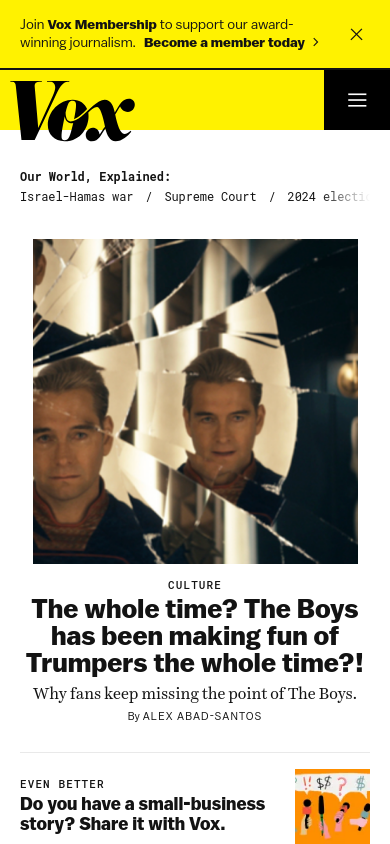 Join Vox Membership to support our award-
winning journalism. Become a member today
Vox
Our World, Explained:
Israel-Hamas war / Supreme Court / 2024 electi
CULTURE
The whole time? The Boys
has been making fun of
Trumpers the whole time?!
Why fans keep missing the point of The Boys.
By ALEX ABAD-SANTOS
EVEN BETTER
Do you have a small-business
story? Share it with Vox.
!! $$ ? $